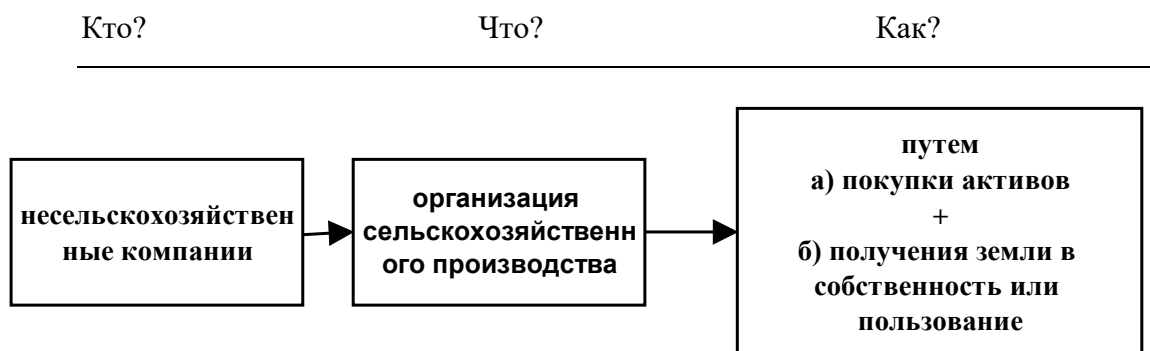 Кто? Что? Как?
несельскохозяйствен
ные компании
организация
сельскохозяйственн
ого производства
путем
а) покупки активов
+
б) получения земли в
собственность или
пользование